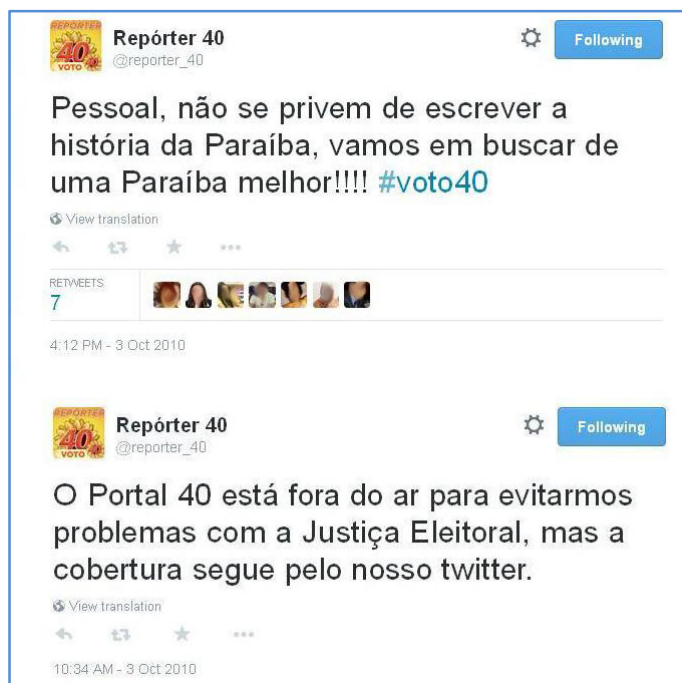 REPÓRTER
40
VOTO
Repórter 40
@reporter_40
Following
Pessoal, não se privem de escrever a
história da Paraíba, vamos em buscar de
uma Paraíba melhor!!!! #voto40
View translation
RETWEETS
7
4:12 PM - 3 Oct 2010
REPÓRTER
40
VOTO
Repórter 40
@reporter_40
Following
O Portal 40 está fora do ar para evitarmos
problemas com a Justiça Eleitoral, mas a
cobertura segue pelo nosso twitter.
View translation
10:34 AM - 3 Oct 2010